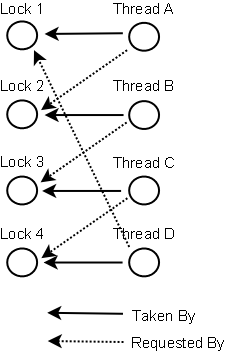 Lock 1 Thread A
Lock 2 Thread B
Lock 3 Thread C
Lock 4 Thread D
Taken By
Requested By